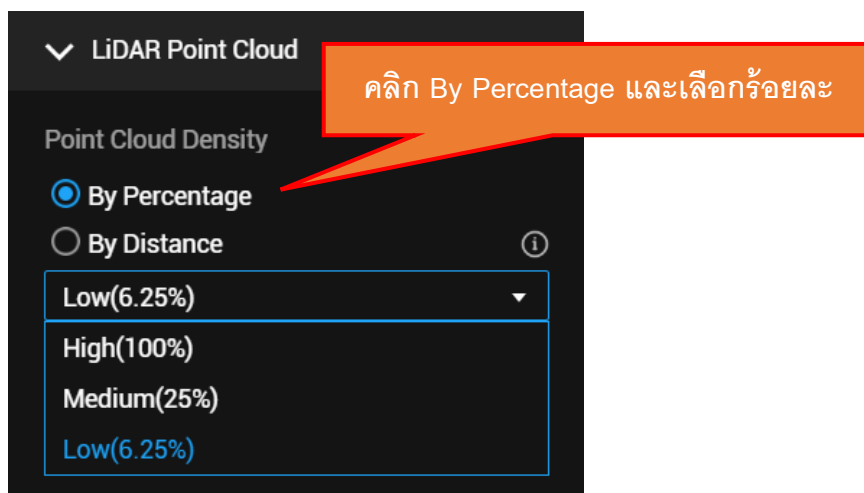 LiDAR Point Cloud
คลิก By Percentage และเลือกร้อยละ
Point Cloud Density
By Percentage
By Distance
Low(6.25%)
High(100%)
Medium(25%)
Low(6.25%)